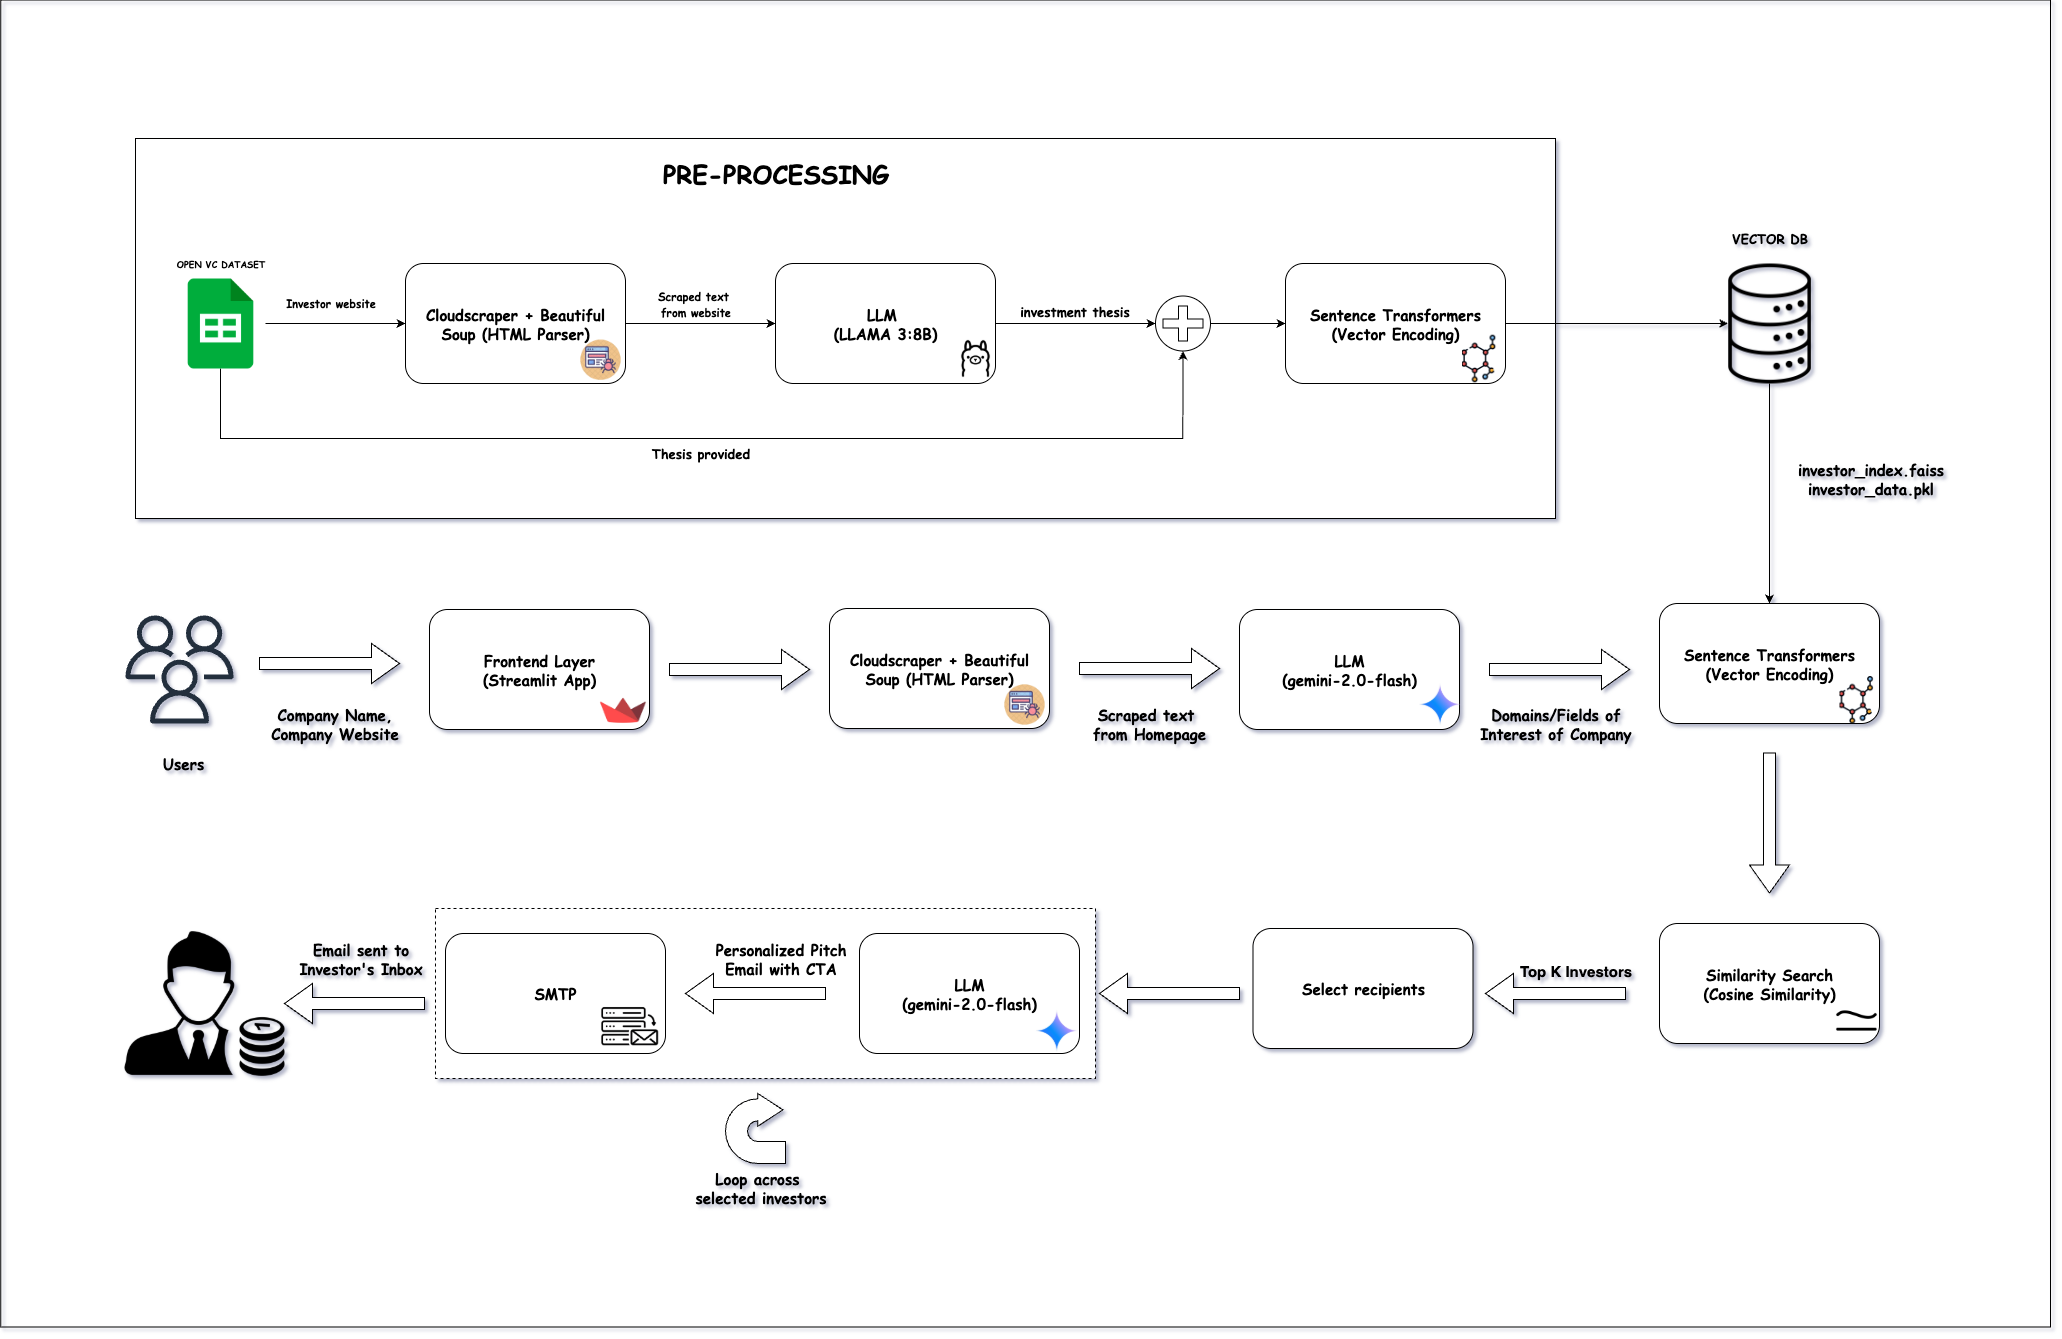 PRE-PROCESSING
OPEN VC DATASET
Investor website
Cloudscraper + Beautiful
Soup (HTML Parser)
Scraped text
from website
LLM
(LLAMA 3:8B)
investment thesis
Sentence Transformers
(Vector Encoding)
Thesis provided
VECTOR DB
investor_index.faiss
investor_data.pkl
Users
Company Name,
Company Website
Frontend Layer
(Streamlit App)
Cloudscraper + Beautiful
Soup (HTML Parser)
Scraped text
from Homepage
LLM
(gemini-2.0-flash)
Domains/Fields of
Interest of Company
Sentence Transformers
(Vector Encoding)
Similarity Search
(Cosine Similarity)
Top K Investors
Select recipients
LLM
(gemini-2.0-flash)
Personalized Pitch
Email with CTA
SMTP
Email sent to
Investor's Inbox
1
Loop across
selected investors